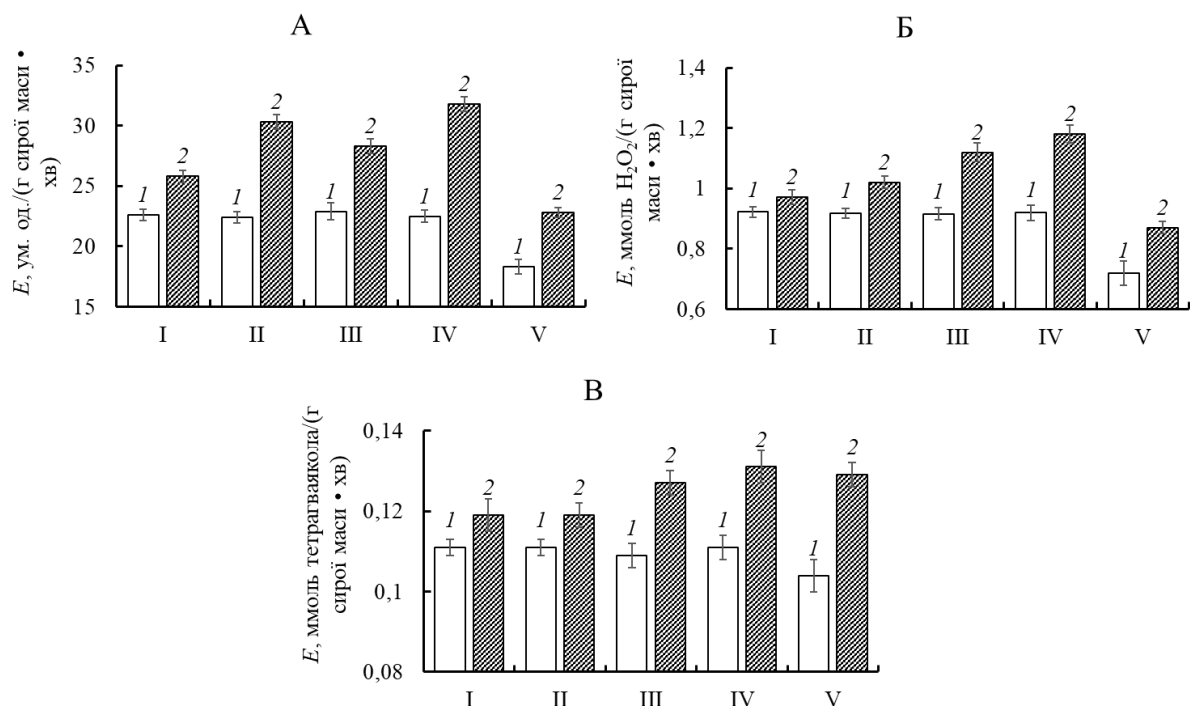 А
E, ум. од./(г сирої маси •
хв)
35
30
25
20
15
1
2
1
2
1
2
1
2
1
2
I
II
III
IV
V
Б
E, ммоль H₂O₂/(г сирої
маси • хв)
1,4
1,2
1
0,8
0,6
1
2
1
2
1
2
1
2
1
2
I
II
III
IV
V
В
E, ммоль тетрагваякола/(г
сирої маси • хв)
0,14
0,12
0,1
0,08
1
2
1
2
1
2
1
2
1
2
I
II
III
IV
V